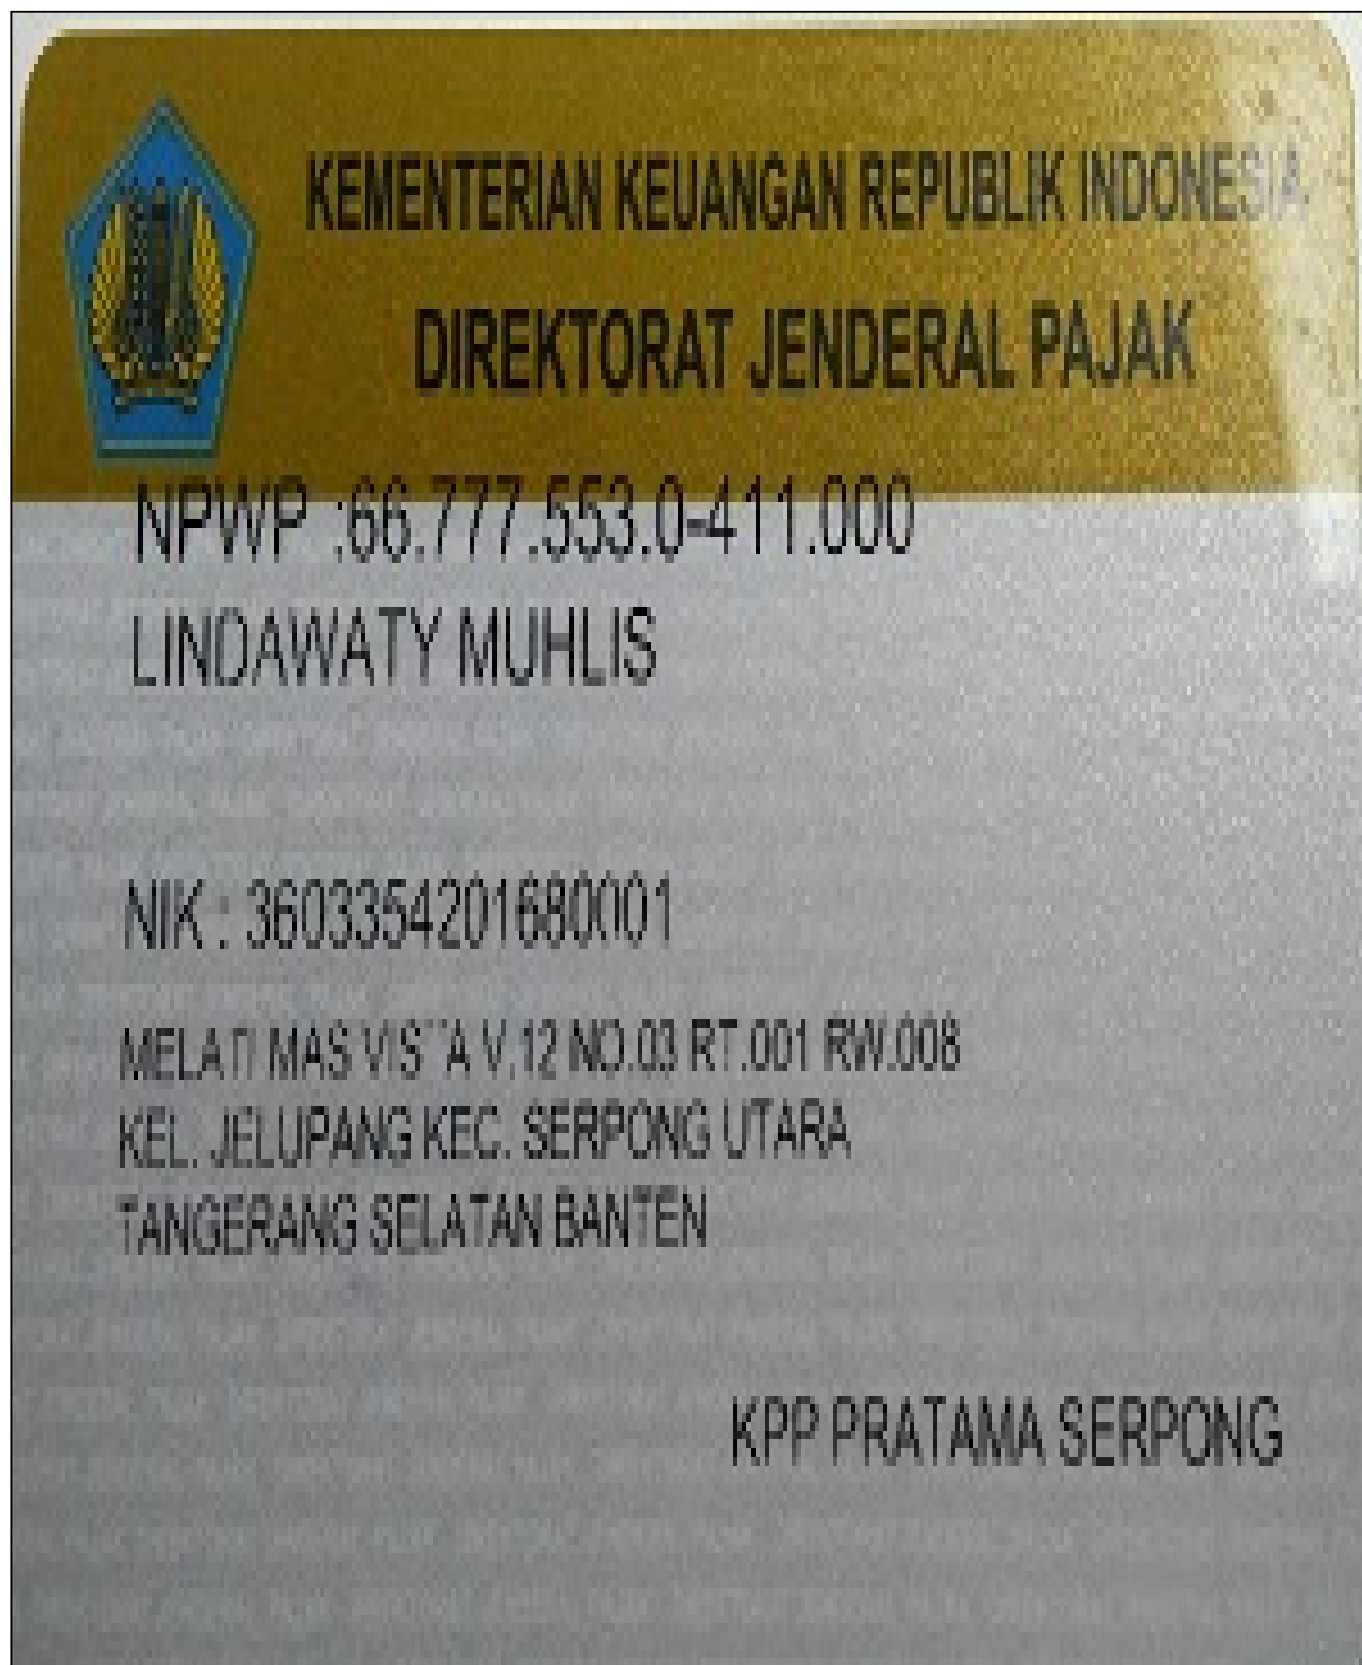 KEMENTERIAN KEUANGAN REPUBLIK INDONESIA
DIREKTORAT JENDERAL PAJAK
NPWP :66.777.553.0-411.000
LINDAWATY MUHLIS
NIK : 3603354201680001
MELATI MAS VISTA V.12 NO.03 RT.001 RW.008
KEL. JELUPANG KEC. SERPONG UTARA
TANGERANG SELATAN BANTEN
KPP PRATAMA SERPONG